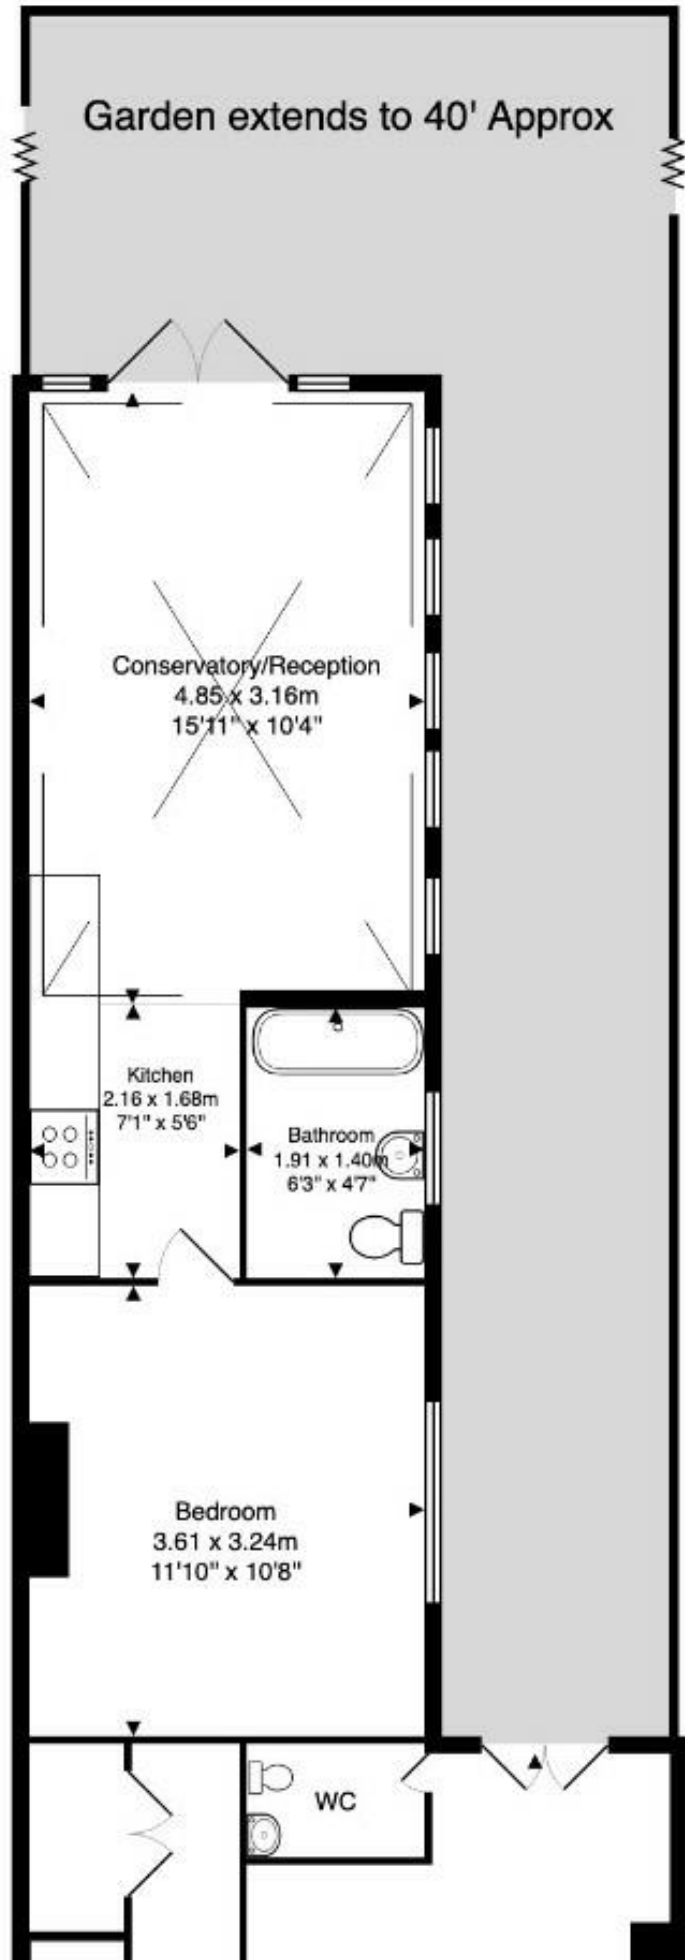 Garden extends to 40' Approx
Conservatory/Reception
4.85 x 3.16m
15'11" x 10'4"
Kitchen
2.16 x 1.68m
7'1" x 5'6"
Bathroom
1.91 x 1.40m
6'3" x 4'7"
Bedroom
3.61 x 3.24m
11'10" x 10'8"
WC